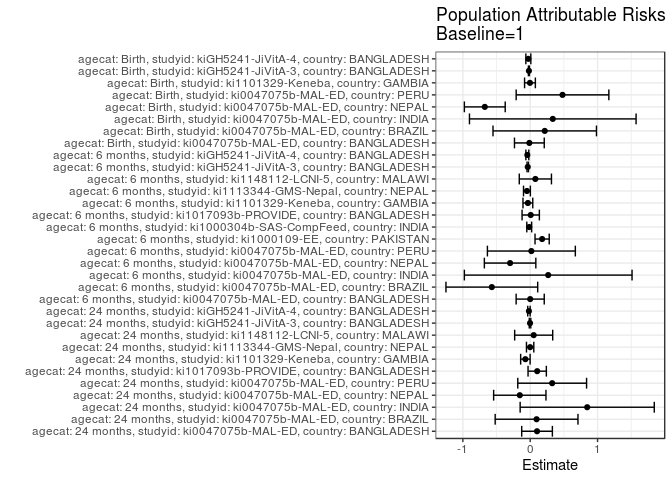 Population Attributable Risks
Baseline=1
agecat: Birth, studyid: kiGH5241-JiVitA-4, country: BANGLADESH
agecat: Birth, studyid: kiGH5241-JiVitA-3, country: BANGLADESH
agecat: Birth, studyid: ki1101329-Keneba, country: GAMBIA
agecat: Birth, studyid: ki0047075b-MAL-ED, country: PERU
agecat: Birth, studyid: ki0047075b-MAL-ED, country: NEPAL
agecat: Birth, studyid: ki0047075b-MAL-ED, country: INDIA
agecat: Birth, studyid: ki0047075b-MAL-ED, country: BRAZIL
agecat: Birth, studyid: ki0047075b-MAL-ED, country: BANGLADESH
agecat: 6 months, studyid: kiGH5241-JiVitA-4, country: BANGLADESH
agecat: 6 months, studyid: kiGH5241-JiVitA-3, country: BANGLADESH
agecat: 6 months, studyid: ki1148112-LCNI-5, country: MALAWI
agecat: 6 months, studyid: ki1113344-GMS-Nepal, country: NEPAL
agecat: 6 months, studyid: ki1101329-Keneba, country: GAMBIA
agecat: 6 months, studyid: ki1017093b-PROVIDE, country: BANGLADESH
agecat: 6 months, studyid: ki1000304b-SAS-CompFeed, country: INDIA
agecat: 6 months, studyid: ki1000109-EE, country: PAKISTAN
agecat: 6 months, studyid: ki0047075b-MAL-ED, country: PERU
agecat: 6 months, studyid: ki0047075b-MAL-ED, country: NEPAL
agecat: 6 months, studyid: ki0047075b-MAL-ED, country: INDIA
agecat: 6 months, studyid: ki0047075b-MAL-ED, country: BRAZIL
agecat: 6 months, studyid: ki0047075b-MAL-ED, country: BANGLADESH
agecat: 24 months, studyid: kiGH5241-JiVitA-4, country: BANGLADESH
agecat: 24 months, studyid: kiGH5241-JiVitA-3, country: BANGLADESH
agecat: 24 months, studyid: ki1148112-LCNI-5, country: MALAWI
agecat: 24 months, studyid: ki1113344-GMS-Nepal, country: NEPAL
agecat: 24 months, studyid: ki1101329-Keneba, country: GAMBIA
agecat: 24 months, studyid: ki1017093b-PROVIDE, country: BANGLADESH
agecat: 24 months, studyid: ki0047075b-MAL-ED, country: PERU
agecat: 24 months, studyid: ki0047075b-MAL-ED, country: NEPAL
agecat: 24 months, studyid: ki0047075b-MAL-ED, country: INDIA
agecat: 24 months, studyid: ki0047075b-MAL-ED, country: BRAZIL
agecat: 24 months, studyid: ki0047075b-MAL-ED, country: BANGLADESH
-1 0 1
Estimate